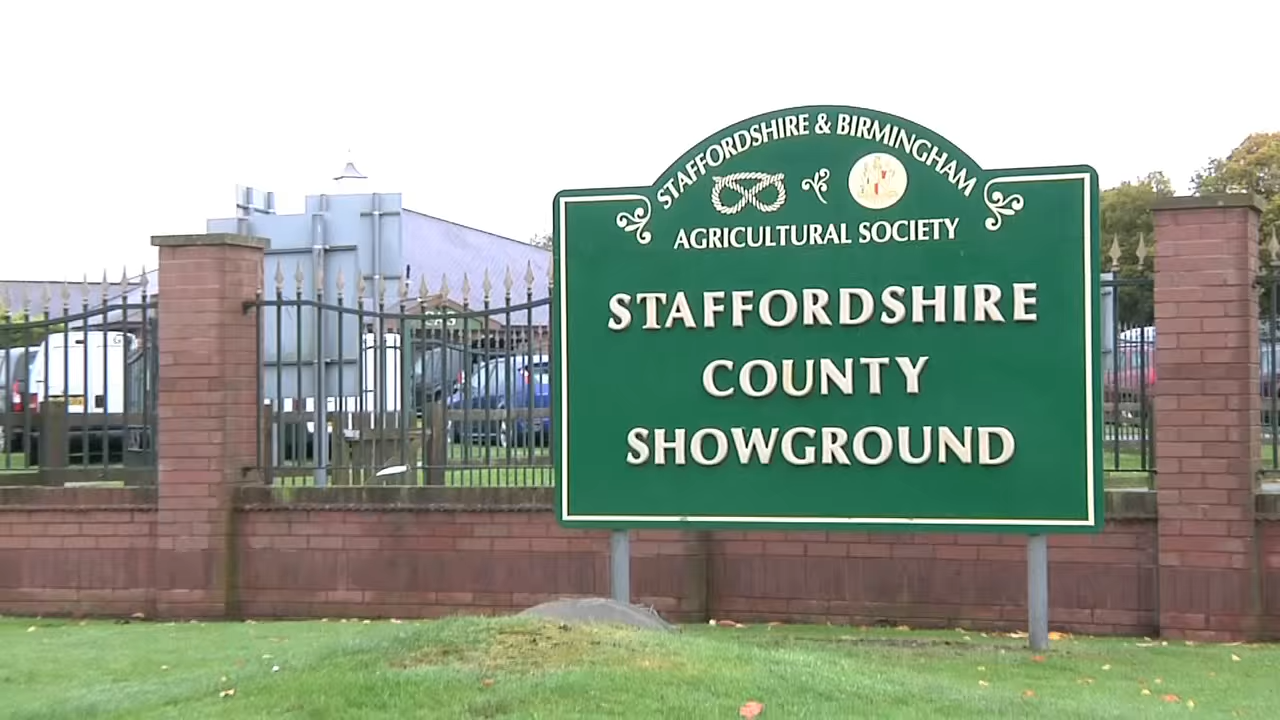 STAFFORDSHIRE & BIRMINGHAM
AGRICULTURAL SOCIETY
STAFFORDSHIRE
COUNTY
SHOWGROUND